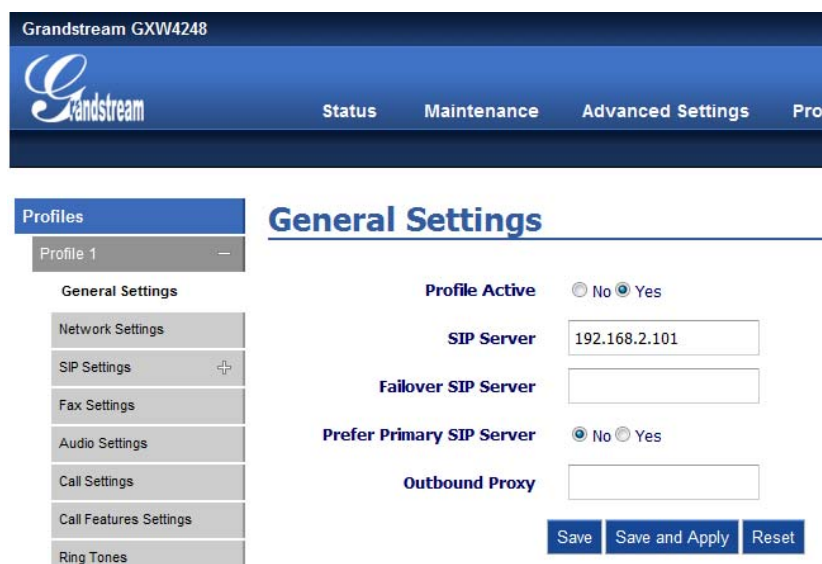 Grandstream GXW4248
Grandstream
Status Maintenance Advanced Settings Pro
Profiles
Profile 1
General Settings
Network Settings
SIP Settings
Fax Settings
Audio Settings
Call Settings
Call Features Settings
Ring Tones
General Settings
Profile Active No Yes
SIP Server 192.168.2.101
Failover SIP Server
Prefer Primary SIP Server No Yes
Outbound Proxy
Save Save and Apply Reset